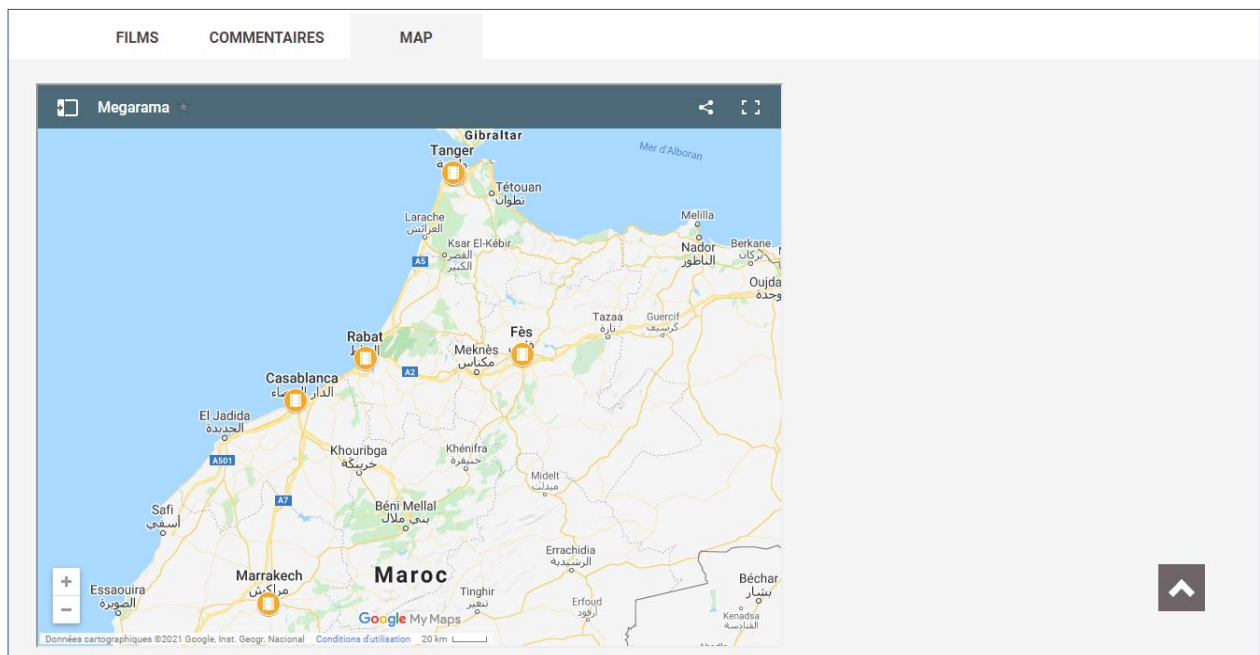 FILMS COMMENTAIRES MAP
Megarama
Gibraltar
Tanger
Mer d'Alboran
Tétouan
تطوان
Larache
العرائش
Melilla
Ksar El-Kébir
القصر
الكبير
Nador
الناظور
Berkane
بركان
A5
Oujda
وجدة
Tazaa
تازة
Guercif
گرسيف
Rabat
Fès
Meknès
مكناس
A2
Casablanca
El Jadida
الجديدة
Khouribga
خريبكة
Khénifra
خنيفرة
A501
Midelt
ميدلت
A7
Safi
أسفي
Béni Mellal
بني ملال
Errachidia
الرشيدية
Maroc
Marrakech
مراكش
Béchar
بشار
+
−
Essaouira
الصويرة
Tinghir
تنغير
Erfoud
أرفود
Kenadsa
القنادسة
Google My Maps
Données cartographiques ©2021 Google, Inst. Geogr. Nacional Conditions d'utilisation 20 km